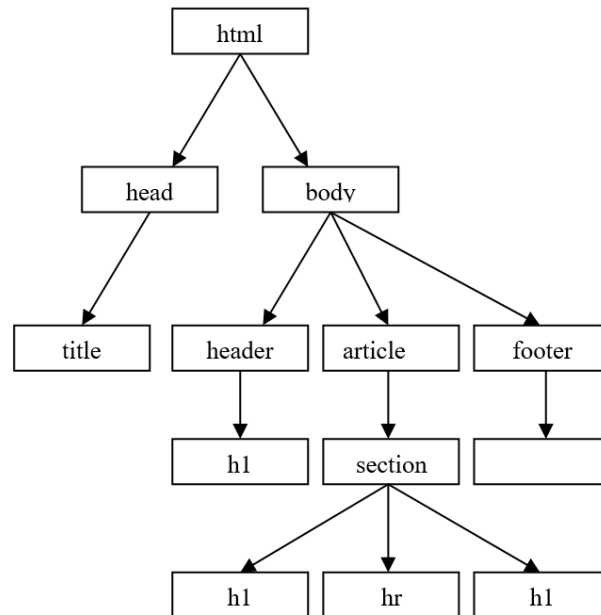 html
head
body
title
header
article
footer
h1
section
h1
hr
h1